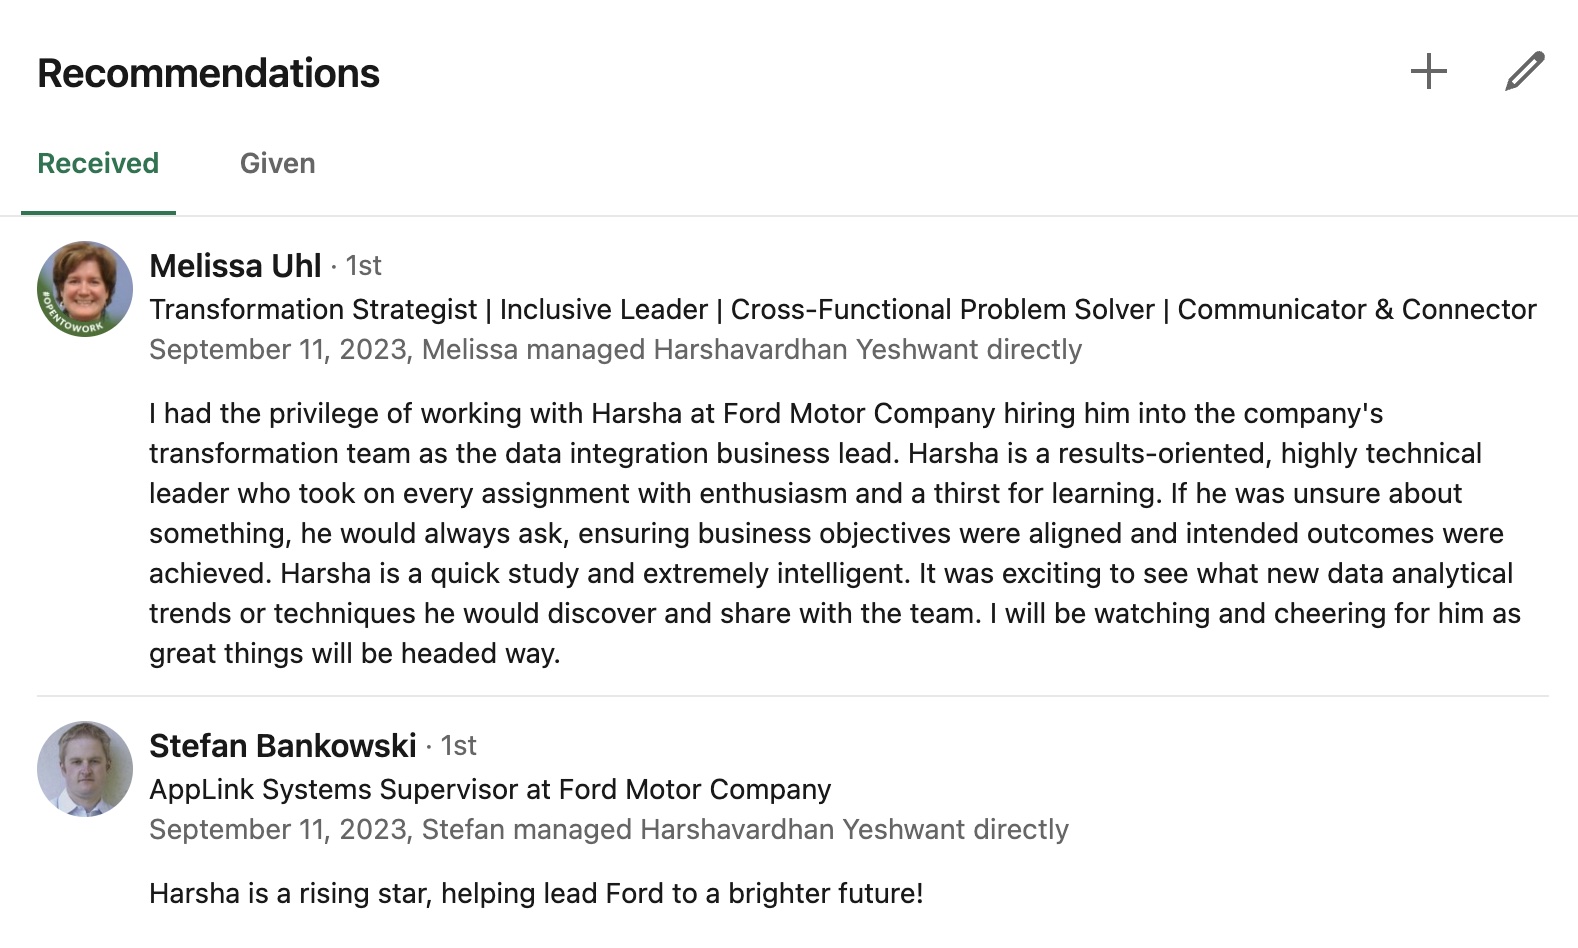 Recommendations
Received
Given
#OPENTOWORK
Melissa Uhl · 1st
Transformation Strategist | Inclusive Leader | Cross-Functional Problem Solver | Communicator & Connector
September 11, 2023, Melissa managed Harshavardhan Yeshwant directly
I had the privilege of working with Harsha at Ford Motor Company hiring him into the company's
transformation team as the data integration business lead. Harsha is a results-oriented, highly technical
leader who took on every assignment with enthusiasm and a thirst for learning. If he was unsure about
something, he would always ask, ensuring business objectives were aligned and intended outcomes were
achieved. Harsha is a quick study and extremely intelligent. It was exciting to see what new data analytical
trends or techniques he would discover and share with the team. I will be watching and cheering for him as
great things will be headed way.
Stefan Bankowski · 1st
AppLink Systems Supervisor at Ford Motor Company
September 11, 2023, Stefan managed Harshavardhan Yeshwant directly
Harsha is a rising star, helping lead Ford to a brighter future!